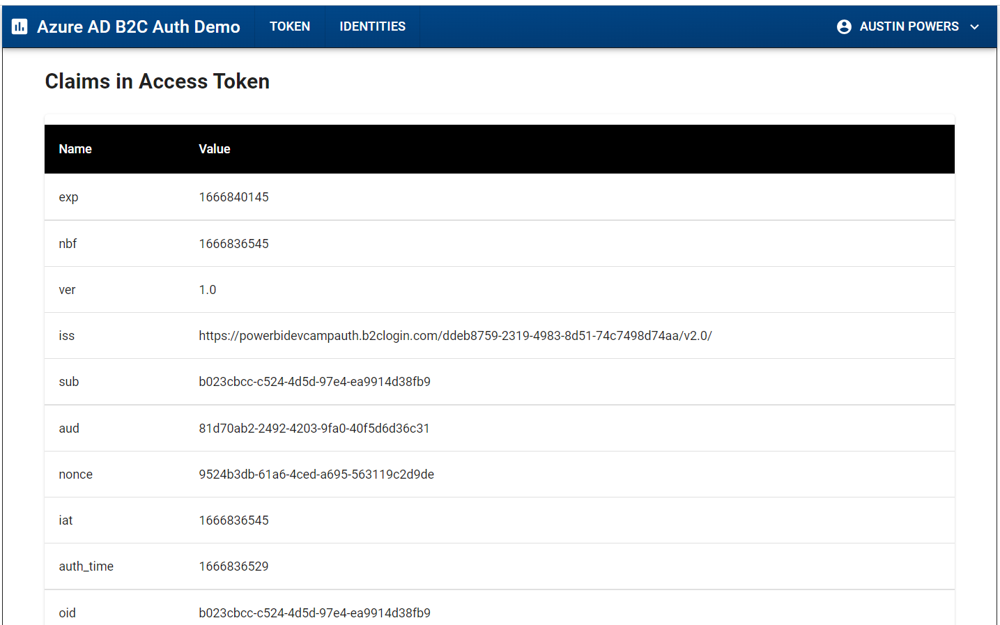 Azure AD B2C Auth Demo TOKEN IDENTITIES AUSTIN POWERS
Claims in Access Token
Name Value
exp 1666840145
nbf 1666836545
ver 1.0
iss https://powerbidevcampauth.b2clogin.com/ddeb8759-2319-4983-8d51-74c7498d74aa/v2.0/
sub b023cbcc-c524-4d5d-97e4-ea9914d38fb9
aud 81d70ab2-2492-4203-9fa0-40f5d6d36c31
nonce 9524b3db-61a6-4ced-a695-563119c2d9de
iat 1666836545
auth_time 1666836529
oid b023cbcc-c524-4d5d-97e4-ea9914d38fb9